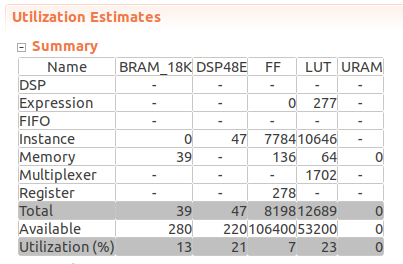 Utilization Estimates
Summary
Name BRAM_18K DSP48E FF LUT URAM
DSP - - - - -
Expression - - 0 277 -
FIFO - - - - -
Instance 0 47 7784 10646 -
Memory 39 - 136 64 0
Multiplexer - - - 1702 -
Register - - 278 - -
Total 39 47 8198 12689 0
Available 280 220 106400 53200 0
Utilization (%) 13 21 7 23 0